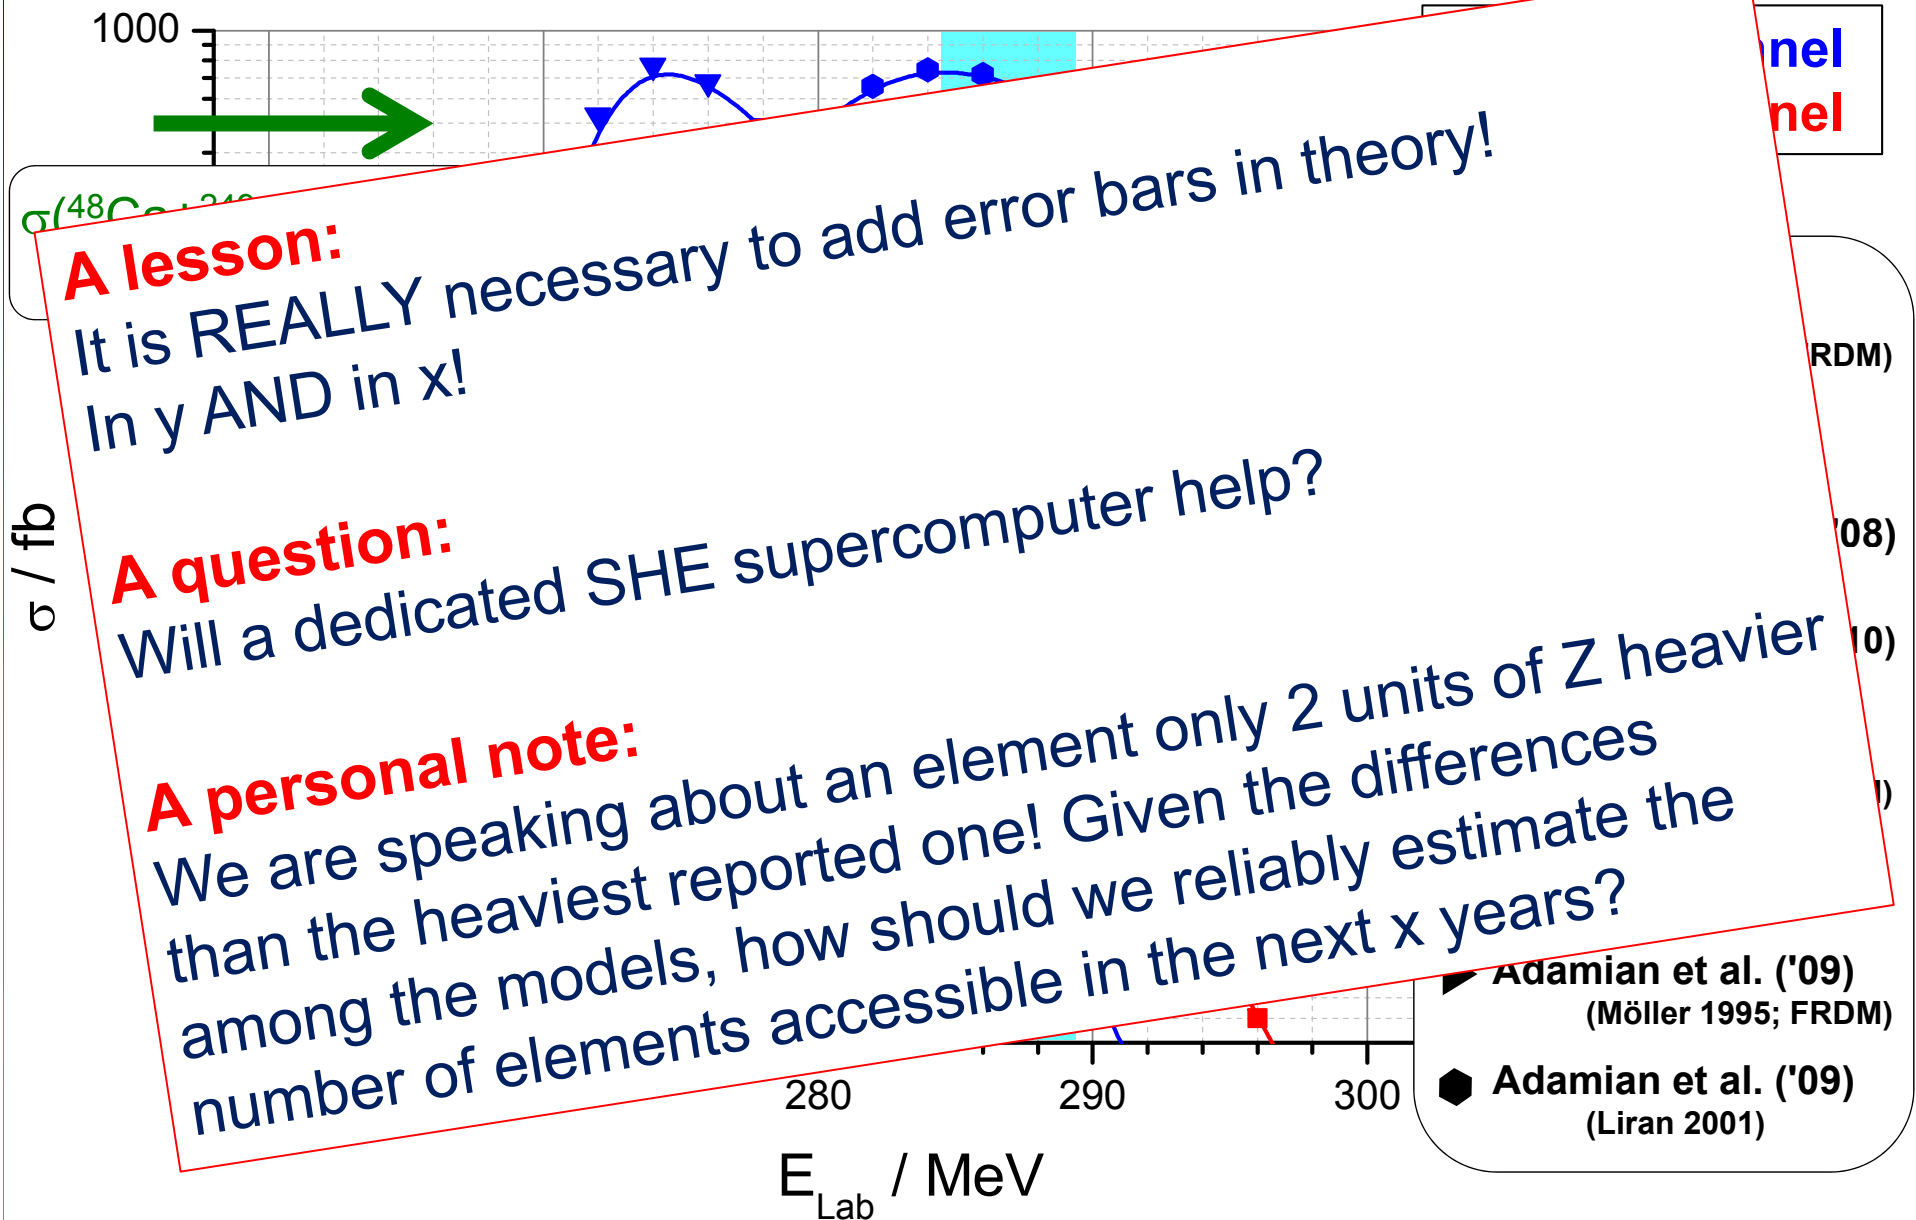 1000
nel
nel
σ(48Ca+249
A lesson:
It is REALLY necessary to add error bars in theory!
In y AND in x!
A question:
Will a dedicated SHE supercomputer help?
A personal note:
We are speaking about an element only 2 units of Z heavier
than the heaviest reported one! Given the differences
among the models, how should we reliably estimate the
number of elements accessible in the next x years?
σ / fb
RDM)
'08)
10)
)
Adamian et al. ('09)
(Möller 1995; FRDM)
Adamian et al. ('09)
(Liran 2001)
280 290 300
E_Lab / MeV